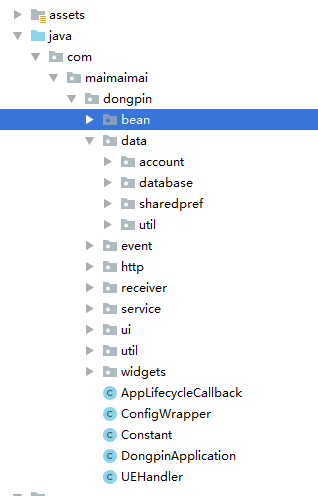 assets
java
com
maimaimai
dongpin
bean
data
account
database
sharedpref
util
event
http
receiver
service
ui
util
widgets
C AppLifecycleCallback
C ConfigWrapper
C Constant
C DongpinApplication
C UEHandler